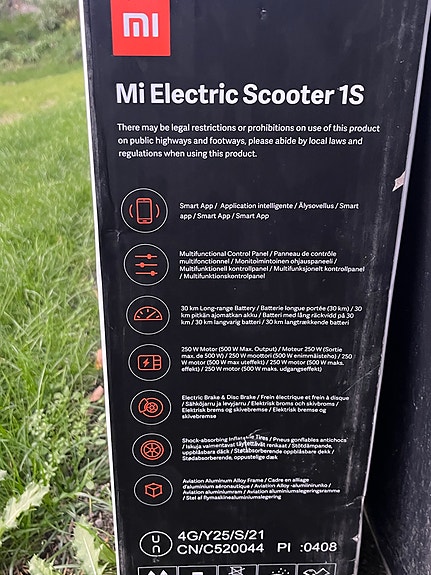 mi
Mi Electric Scooter 1S
There may be legal restrictions or prohibitions on use of this product
on public highways and footways, please abide by local laws and
regulations when using this product.
Smart App / Application intelligente / Älysovellus / Smart
app / Smart App / Smart App
Multifunctional Control Panel / Panneau de contrôle
multifonctionnel / Monitoimintoinen ohjauspaneeli /
Multifunktionell kontrollpanel / Multifunksjonelt kontrollpanel
/ Multifunktionskontrolpanel
30 km Long-range Battery / Batterie longue portée (30 km) / 30
km pitkän ajomatkan akku / Batteri med lång räckvidd på 30
km / 30 km langvarig batteri / 30 km langtrækkende batteri
250 W Motor (500 W Max. Output) / Moteur 250 W (Sortie
max. de 500 W) / 250 W moottori (500 W enimmäisteho) / 250
W motor (500 W max uteffekt) / 250 W motor (500 W maks.
effekt) / 250 W motor (500 W maks. udgangseffekt)
Electric Brake & Disc Brake / Frein électrique et frein à disque
/ Sähköjarru ja levyjarru / Elektrisk broms och skivbroms /
Elektrisk brems og skivebremse / Elektrisk bremse og
skivebremse
Shock-absorbing Inflatable Tires / Pneus gonflables antichocs
/ Iskuja vaimentavat täytettävät renkaat / Stötdämpande,
uppblåsbara däck / Støtabsorberende oppblåsbare dekk /
Stødabsorberende, oppustelige dæk
Aviation Aluminum Alloy Frame / Cadre en alliage
d'aluminium aéronautique / Aviation Alloy -alumiinirunko /
Aviation aluminiumram / Aviation aluminiumslegeringsramme
/ Stel af flymaskinealuminiumslegering
un
4G/Y25/S/21
CN/C520044 PI :0408